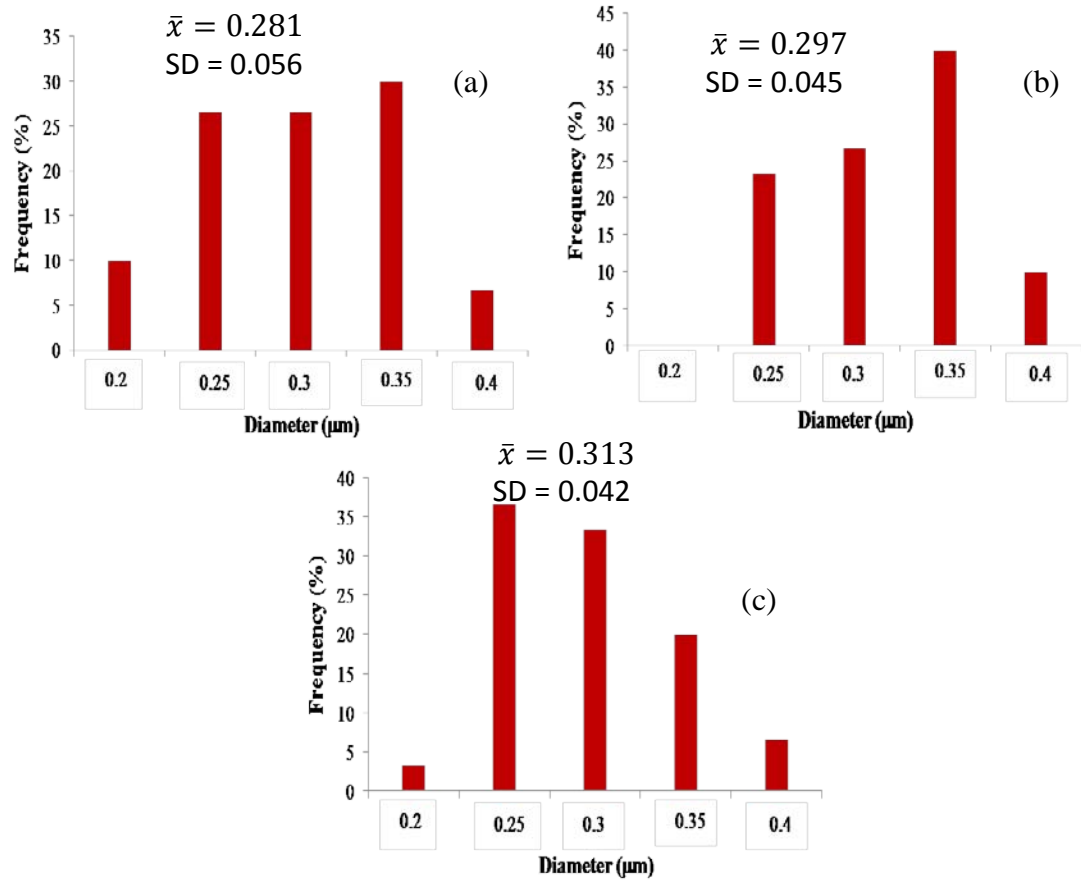 x̄ = 0.281
SD = 0.056
(a)
Frequency (%)
35
30
25
20
15
10
5
0
0.2 0.25 0.3 0.35 0.4
Diameter (µm)
x̄ = 0.297
SD = 0.045
(b)
Frequency (%)
45
40
35
30
25
20
15
10
5
0
0.2 0.25 0.3 0.35 0.4
Diameter (µm)
x̄ = 0.313
SD = 0.042
(c)
Frequency (%)
40
35
30
25
20
15
10
5
0
0.2 0.25 0.3 0.35 0.4
Diameter (µm)